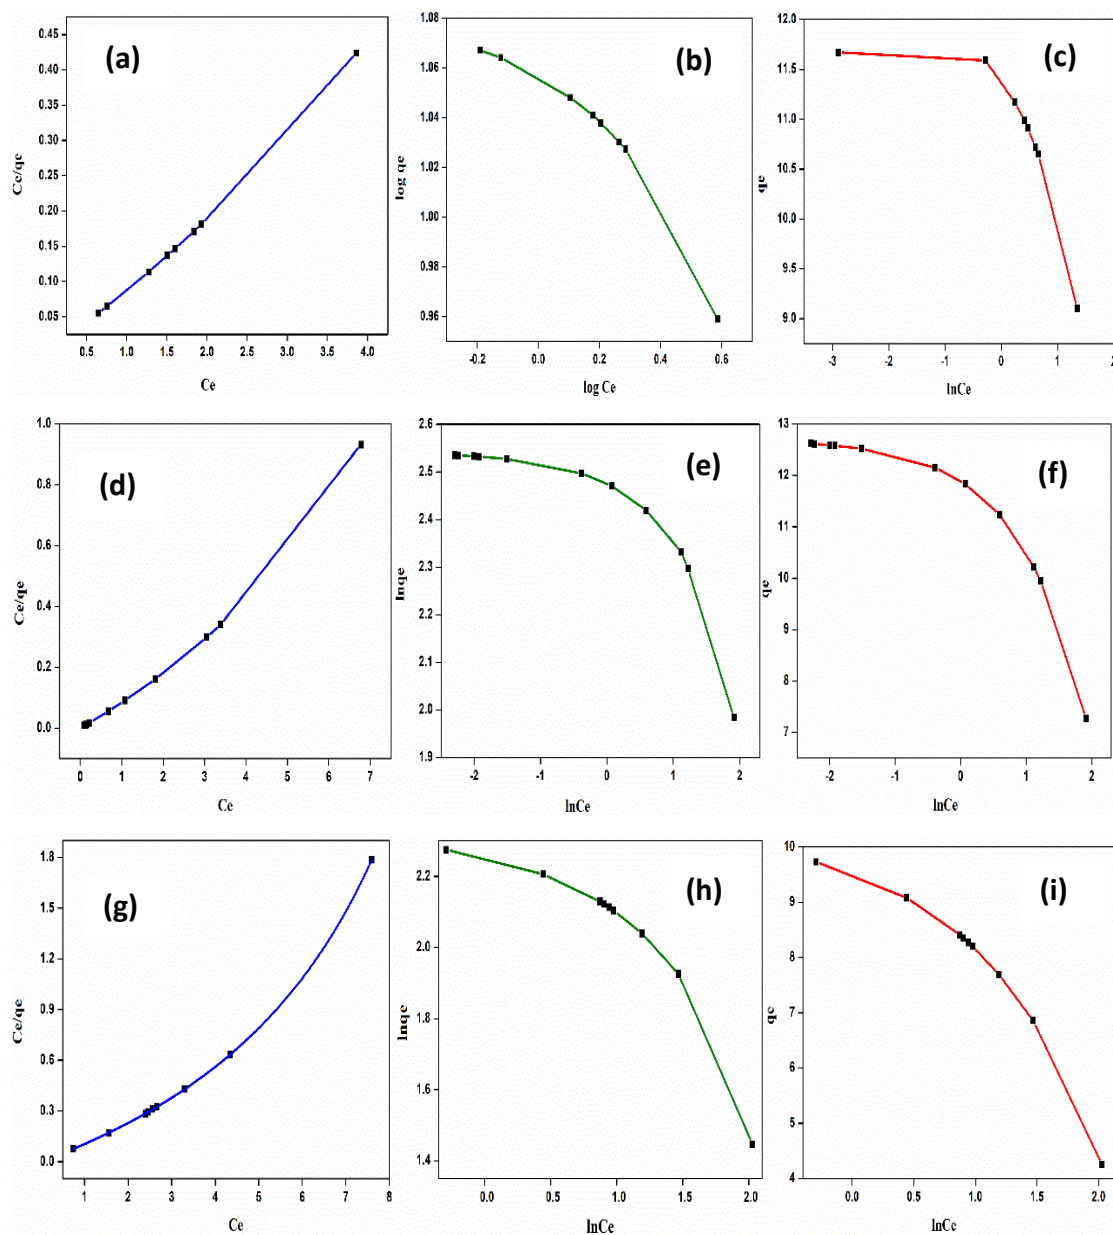 (a)
0.45
0.40
0.35
0.30
0.25
0.20
0.15
0.10
0.05
Ce/qe
0.5 1.0 1.5 2.0 2.5 3.0 3.5 4.0
Ce
(b)
1.08
1.06
1.04
1.02
1.00
0.98
0.96
log qe
-0.2 0.0 0.2 0.4 0.6
log Ce
(c)
12.0
11.5
11.0
10.5
10.0
9.5
9.0
qe
-3 -2 -1 0 1 2
lnCe
(d)
1.0
0.8
0.6
0.4
0.2
0.0
Ce/qe
0 1 2 3 4 5 6 7
Ce
(e)
2.6
2.5
2.4
2.3
2.2
2.1
2.0
1.9
lnqe
-2 -1 0 1 2
lnCe
(f)
13
12
11
10
9
8
7
qe
-2 -1 0 1 2
lnCe
(g)
1.8
1.5
1.2
0.9
0.6
0.3
0.0
Ce/qe
1 2 3 4 5 6 7 8
Ce
(h)
2.2
2.0
1.8
1.6
1.4
lnqe
0.0 0.5 1.0 1.5 2.0
lnCe
(i)
10
9
8
7
6
5
4
qe
0.0 0.5 1.0 1.5 2.0
lnCe